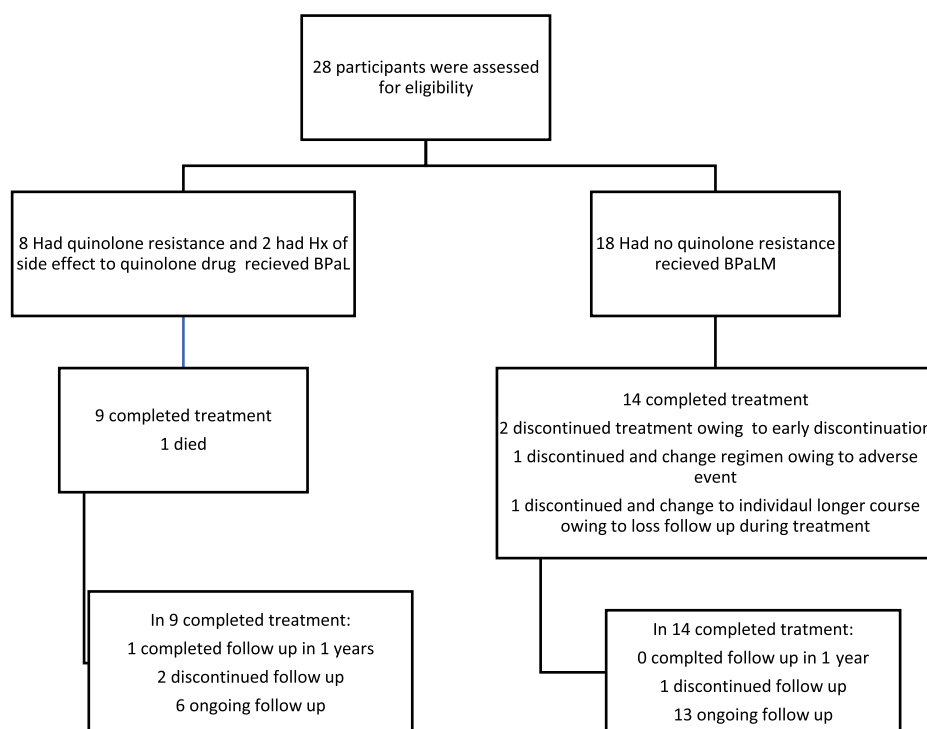 28 participants were assessed
for eligibility
8 Had quinolone resistance and 2 had Hx of
side effect to quinolone drug recieved BPaL
18 Had no quinolone resistance
recieved BPaLM
9 completed treatment
1 died
14 completed treatment
2 discontinued treatment owing to early discontinuation
1 discontinued and change regimen owing to adverse
event
1 discontinued and change to individaul longer course
owing to loss follow up during treatment
In 9 completed treatment:
1 completed follow up in 1 years
2 discontinued follow up
6 ongoing follow up
In 14 completed tratment:
0 complted follow up in 1 year
1 discontinued follow up
13 ongoing follow up